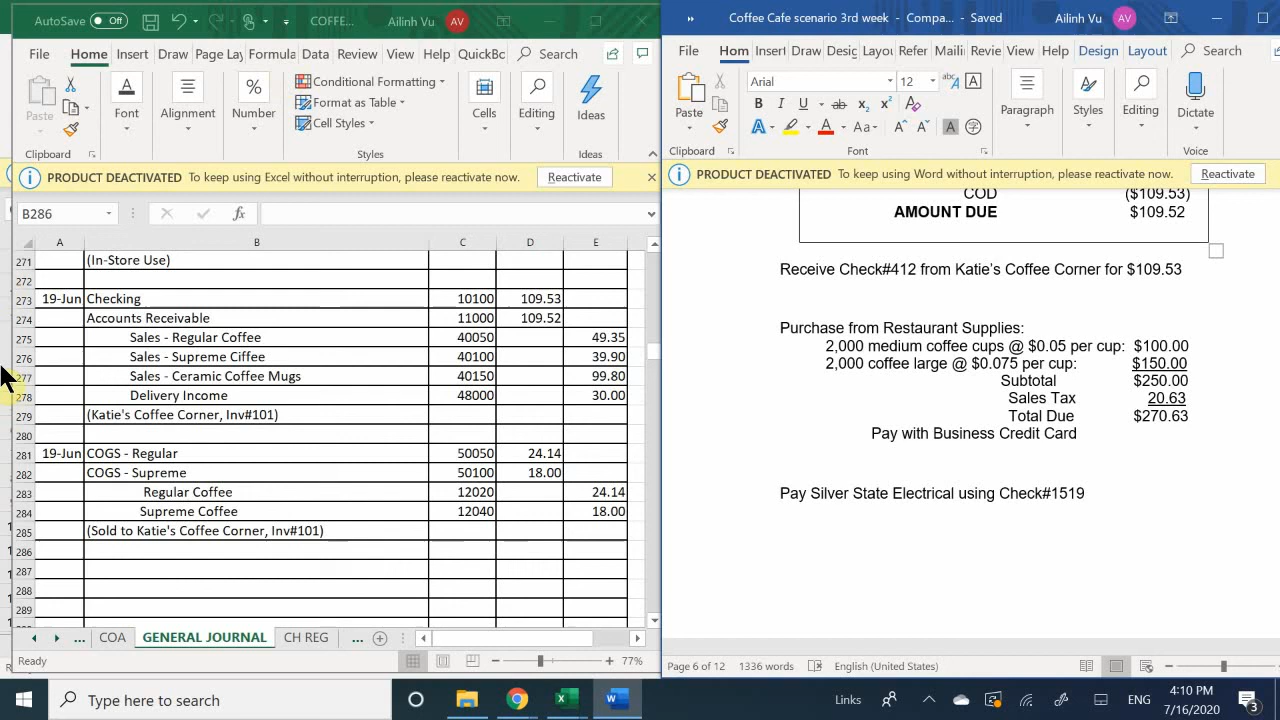 AutoSave Off COFFE... Ailinh Vu AV
File Home Insert Draw Page Lay Formula Data Review View Help QuickBc Search
Paste Font Alignment Number Conditional Formatting Format as Table Cell Styles Cells Editing Ideas
Clipboard Styles Ideas
PRODUCT DEACTIVATED To keep using Excel without interruption, please reactivate now. Reactivate
B286 fx
A B C D E
271 (In-Store Use)
272
273 19-Jun Checking 10100 109.53
274 Accounts Receivable 11000 109.52
275 Sales - Regular Coffee 40050 49.35
276 Sales - Supreme Ciffee 40100 39.90
277 Sales - Ceramic Coffee Mugs 40150 99.80
278 Delivery Income 48000 30.00
279 (Katie's Coffee Corner, Inv#101)
280
281 19-Jun COGS - Regular 50050 24.14
282 COGS - Supreme 50100 18.00
283 Regular Coffee 12020 24.14
284 Supreme Coffee 12040 18.00
285 (Sold to Katie's Coffee Corner, Inv#101)
286
287
288
289
... COA GENERAL JOURNAL CH REG ...
Ready 77%
Coffee Cafe scenario 3rd week - Compa... - Saved Ailinh Vu AV
File Hom Insert Draw Desig Layou Refer Mailin Revie View Help Design Layout Search
Paste Arial 12 Paragraph Styles Editing Dictate
B I U ab x₂ x² A
A A Aa A A A
Clipboard Font Voice
PRODUCT DEACTIVATED To keep using Word without interruption, please reactivate now. Reactivate
COD ($109.53)
AMOUNT DUE $109.52
Receive Check#412 from Katie's Coffee Corner for $109.53
Purchase from Restaurant Supplies:
2,000 medium coffee cups @ $0.05 per cup: $100.00
2,000 coffee large @ $0.075 per cup: $150.00
Subtotal $250.00
Sales Tax 20.63
Total Due $270.63
Pay with Business Credit Card
Pay Silver State Electrical using Check#1519
Page 6 of 12 1336 words English (United States)
Type here to search Links ENG 4:10 PM
7/16/2020 3